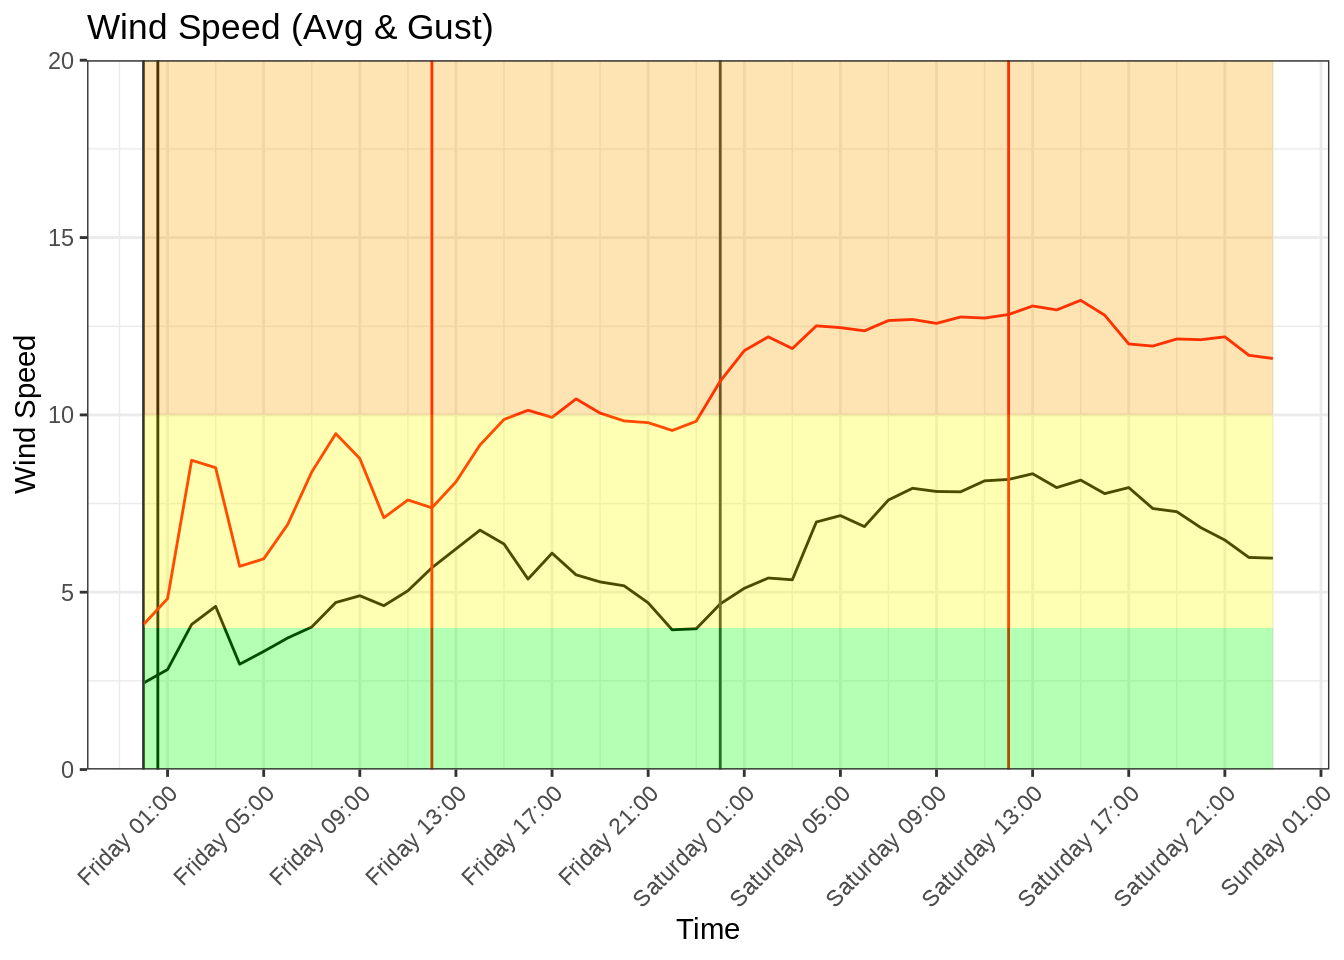 Wind Speed (Avg & Gust)
20
15
10
5
0
Wind Speed
Friday 01:00
Friday 05:00
Friday 09:00
Friday 13:00
Friday 17:00
Friday 21:00
Saturday 01:00
Saturday 05:00
Saturday 09:00
Saturday 13:00
Saturday 17:00
Saturday 21:00
Sunday 01:00
Time